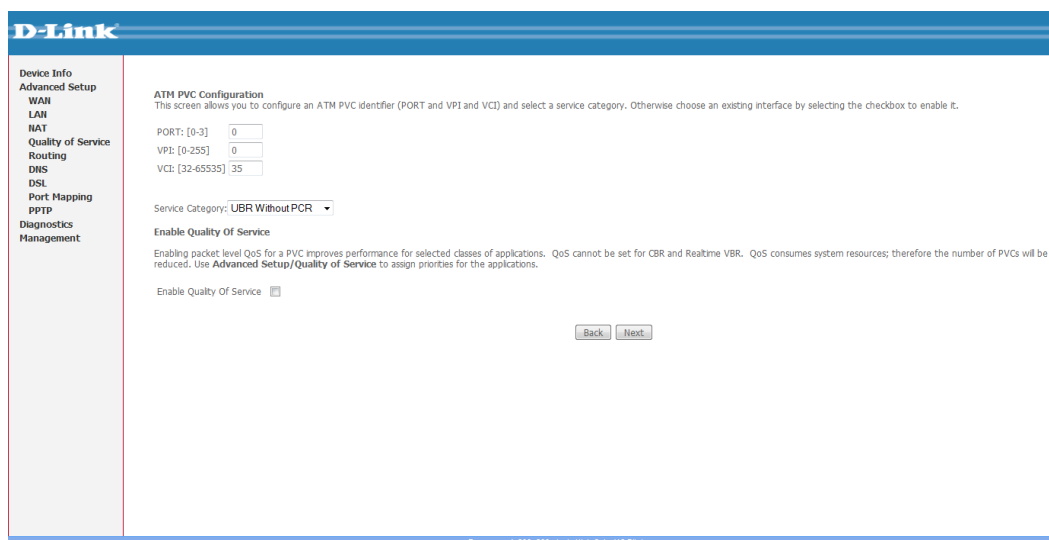 D-Link
Device Info
Advanced Setup
WAN
LAN
NAT
Quality of Service
Routing
DNS
DSL
Port Mapping
PPTP
Diagnostics
Management
ATM PVC Configuration
This screen allows you to configure an ATM PVC identifier (PORT and VPI and VCI) and select a service category. Otherwise choose an existing interface by selecting the checkbox to enable it.
PORT: [0-3] 0
VPI: [0-255] 0
VCI: [32-65535] 35
Service Category: UBR Without PCR
Enable Quality Of Service
Enabling packet level QoS for a PVC improves performance for selected classes of applications. QoS cannot be set for CBR and Realtime VBR. QoS consumes system resources; therefore the number of PVCs will be
reduced. Use Advanced Setup/Quality of Service to assign priorities for the applications.
Enable Quality Of Service
Back Next